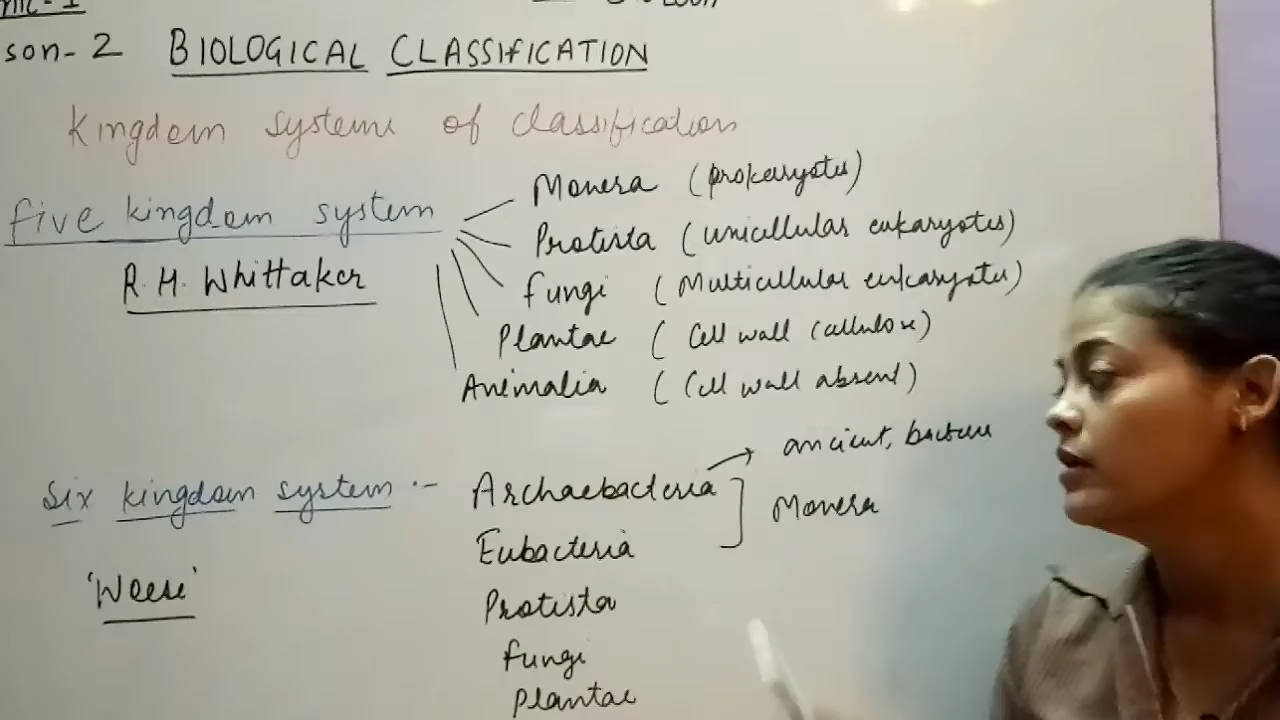 son- 2 BIOLOGICAL CLASSIFICATION
Kingdom systems of classification
five kingdom system
R. H. Whittaker
Monera (prokaryotes)
Protista (unicellular eukaryotes)
fungi (Multicellular eukaryotes)
Plantae (Cell wall cellulose)
Animalia (Cell wall absent)
Six kingdom system :-
'Woese'
Archaebacteria → ancient, bacteria
Eubacteria
Monera
Protista
fungi
Plantae